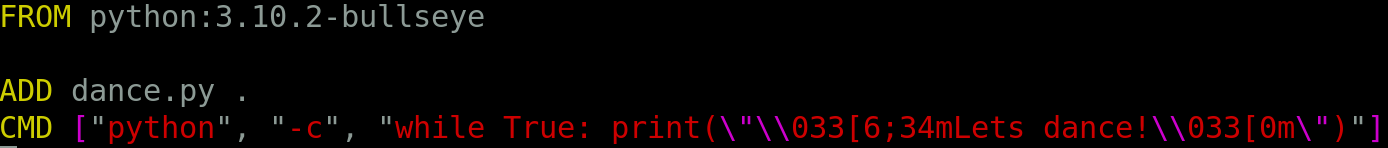 FROM python:3.10.2-bullseye
ADD dance.py .
CMD ["python", "-c", "while True: print(\"\\033[6;34mLets dance!\\033[0m\")"]